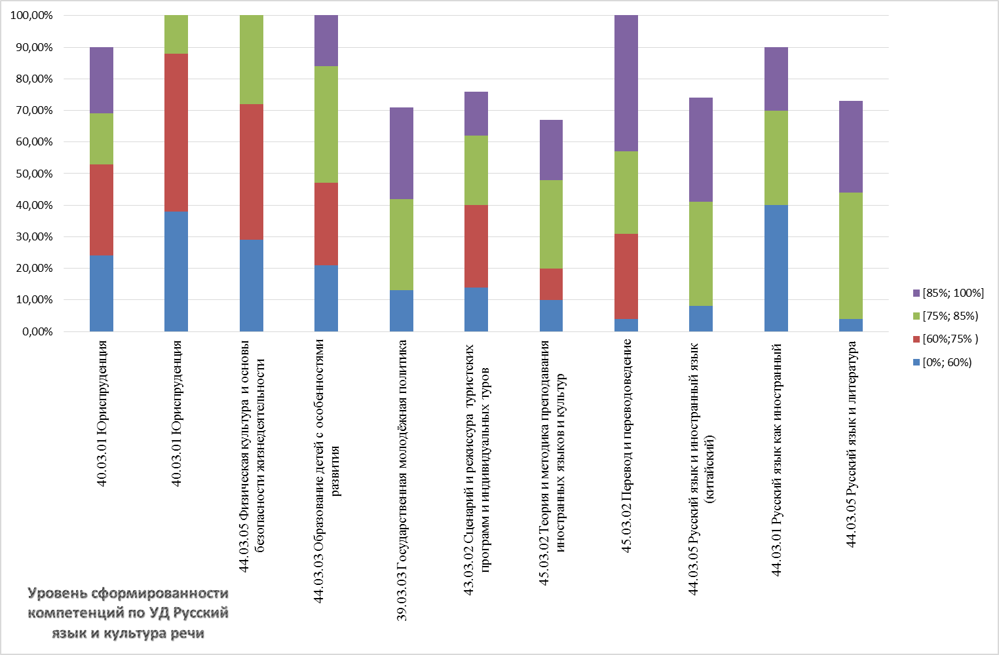 100,00%
90,00%
80,00%
70,00%
60,00%
50,00%
40,00%
30,00%
20,00%
10,00%
0,00%
[85%; 100%]
[75%; 85%)
[60%;75% )
[0%; 60%)
40.03.01 Юриспруденция
40.03.01 Юриспруденция
44.03.05 Физическая культура и основы
безопасности жизнедеятельности
44.03.03 Образование детей с особенностями
развития
39.03.03 Государственная молодёжная политика
43.03.02 Сценарий и режиссура туристских
программ и индивидуальных туров
45.03.02 Теория и методика преподавания
иностранных языков и культур
45.03.02 Перевод и переводоведение
44.03.05 Русский язык и иностранный язык
(китайский)
44.03.01 Русский язык как иностранный
44.03.05 Русский язык и литература
Уровень сформированности
компетенций по УД Русский
язык и культура речи